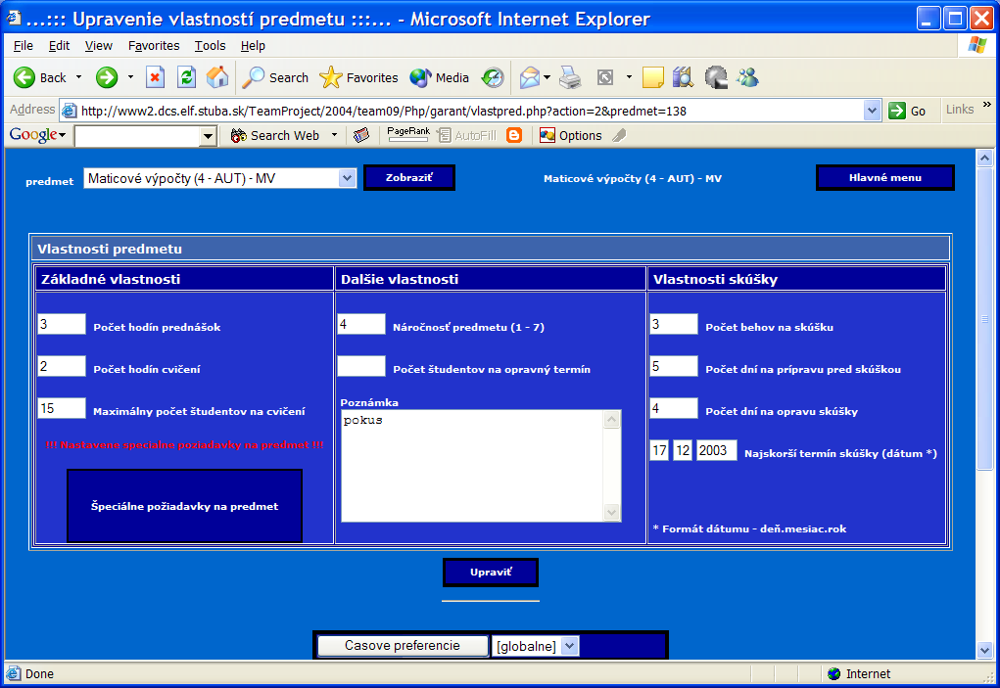 ...::: Upravenie vlastností predmetu :::... - Microsoft Internet Explorer
File Edit View Favorites Tools Help
Back Search Favorites Media
Address http://www2.dcs.elf.stuba.sk/TeamProject/2004/team09/Php/garant/vlastpred.php?action=2&predmet=138 Go Links »
Google Search Web PageRank AutoFill Options
predmet Maticové výpočty (4 - AUT) - MV Zobraziť Maticové výpočty (4 - AUT) - MV Hlavné menu
Vlastnosti predmetu
Základné vlastnosti Dalšie vlastnosti Vlastnosti skúšky
3 Počet hodín prednášok 4 Náročnosť predmetu (1 - 7) 3 Počet behov na skúšku
2 Počet hodín cvičení Počet študentov na opravný termín 5 Počet dní na prípravu pred skúškou
15 Maximálny počet študentov na cvičení Poznámka 4 Počet dní na opravu skúšky
pokus
!!! Nastavene specialne poziadavky na predmet !!! 17 12 2003 Najskorší termín skúšky (dátum *)
Špeciálne požiadavky na predmet
* Formát dátumu - deň.mesiac.rok
Upraviť
Casove preferencie [globalne]
Done Internet